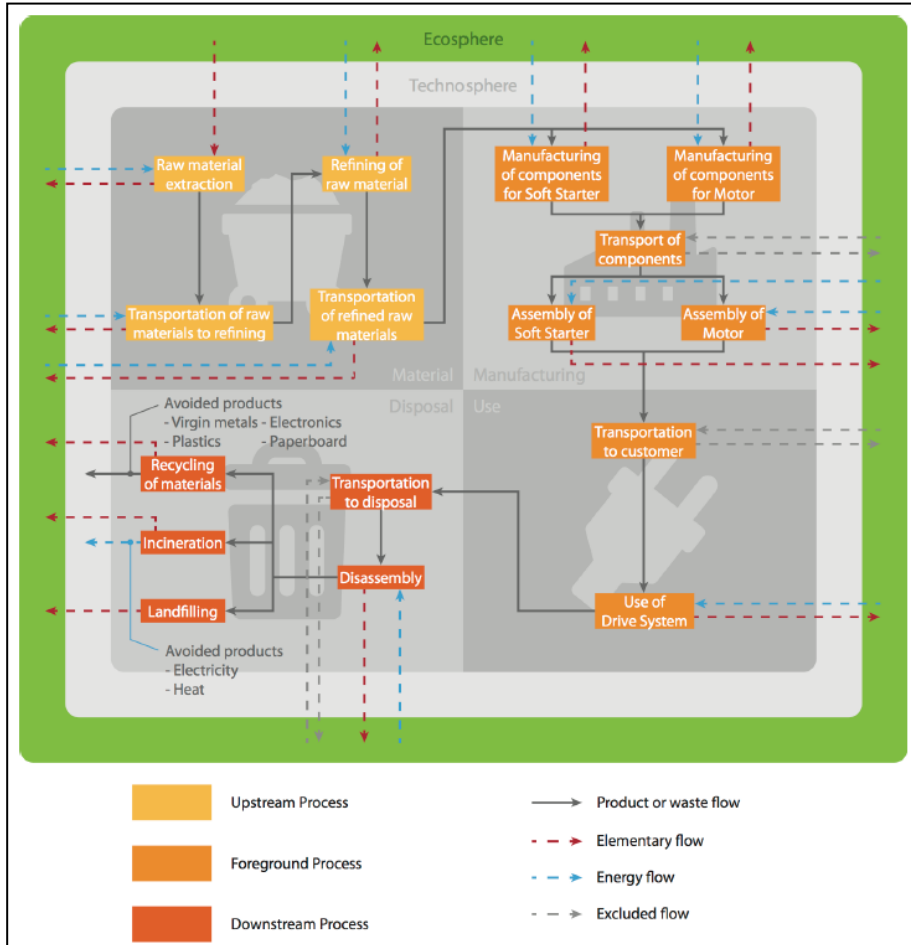 Ecosphere
Technosphere
Raw material
extraction
Refining of
raw material
Manufacturing
of components
for Soft Starter
Manufacturing
of components
for Motor
Transport of
components
Transportation of raw
materials to refining
Transportation
of refined raw
materials
Assembly of
Soft Starter
Assembly of
Motor
Material
Manufacturing
Disposal
Use
Avoided products
- Virgin metals - Electronics
- Plastics - Paperboard
Recycling
of materials
Transportation
to disposal
Transportation
to customer
Incineration
Disassembly
Landfilling
Use of
Drive System
Avoided products
- Electricity
- Heat
Upstream Process
Product or waste flow
Elementary flow
Foreground Process
Energy flow
Downstream Process
Excluded flow